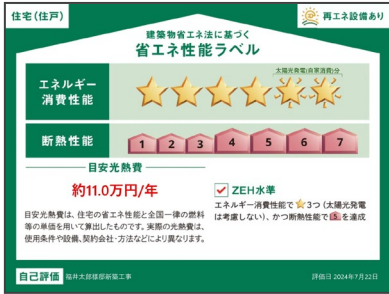 住宅(住戸)
再エネ設備あり
建築物省エネ法に基づく
省エネ性能ラベル
エネルギー
消費性能
太陽光発電(自家消費)分
断熱性能
1 2 3 4 5 6 7
目安光熱費
約11.0万円/年
目安光熱費は、住宅の省エネ性能と全国一律の燃料
等の単価を用いて算出したものです。実際の光熱費は、
使用条件や設備、契約会社・方法などにより異なります。
ZEH水準
エネルギー消費性能で3つ(太陽光発電
は考慮しない)、かつ断熱性能で5を達成
自己評価 福井太郎様邸新築工事
評価日 2024年7月22日